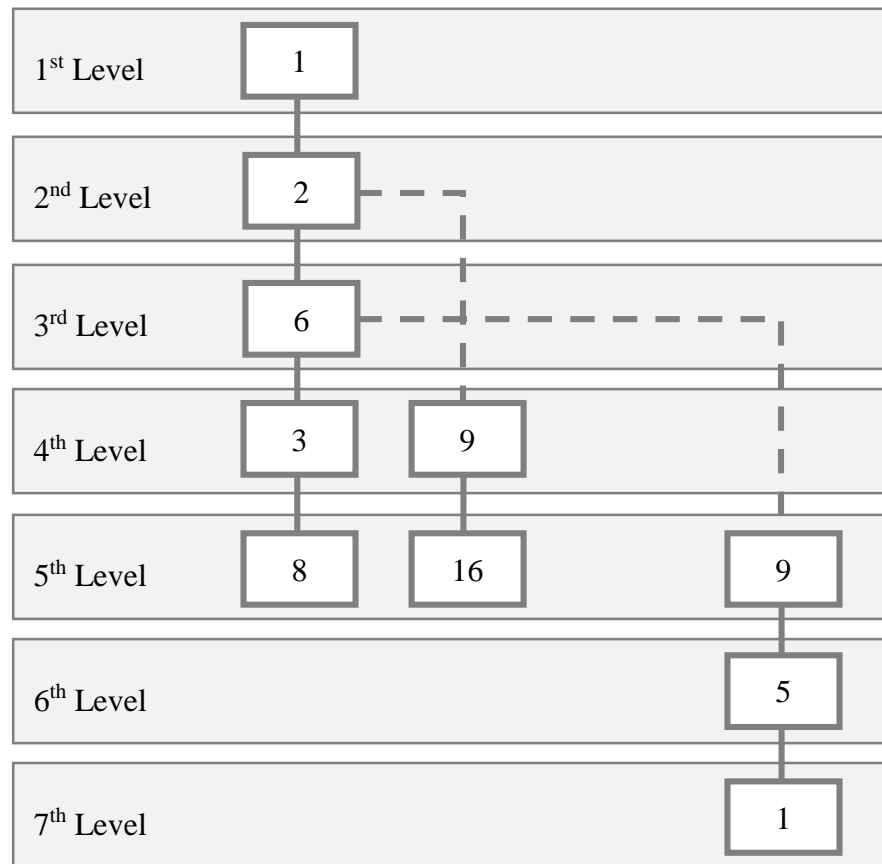 1st Level 1
2nd Level 2
3rd Level 6
4th Level 3 9
5th Level 8 16 9
6th Level 5
7th Level 1